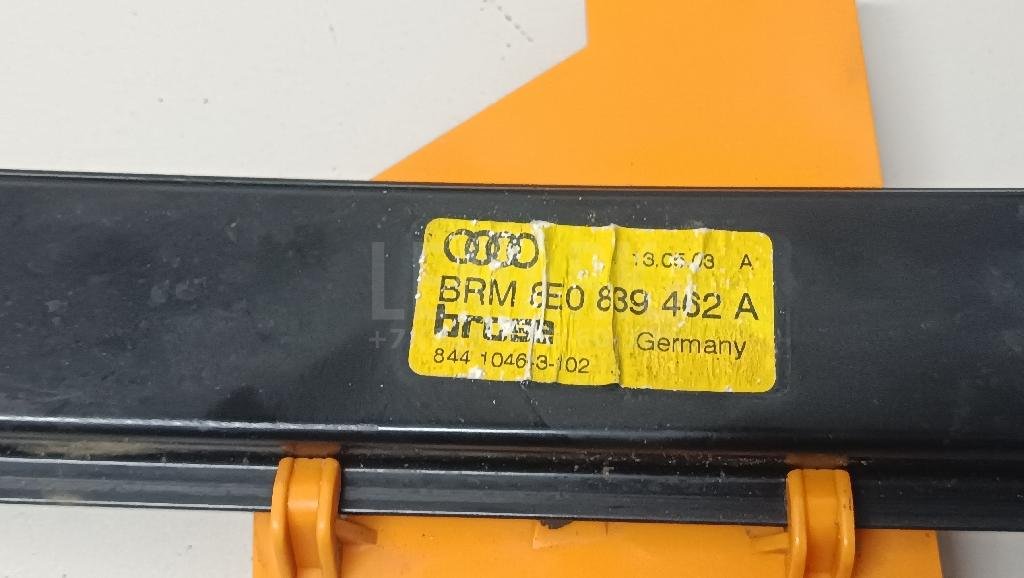 13.05.03 A
BRM 8E0 839 462 A
brose
Germany
844 1046-3-102